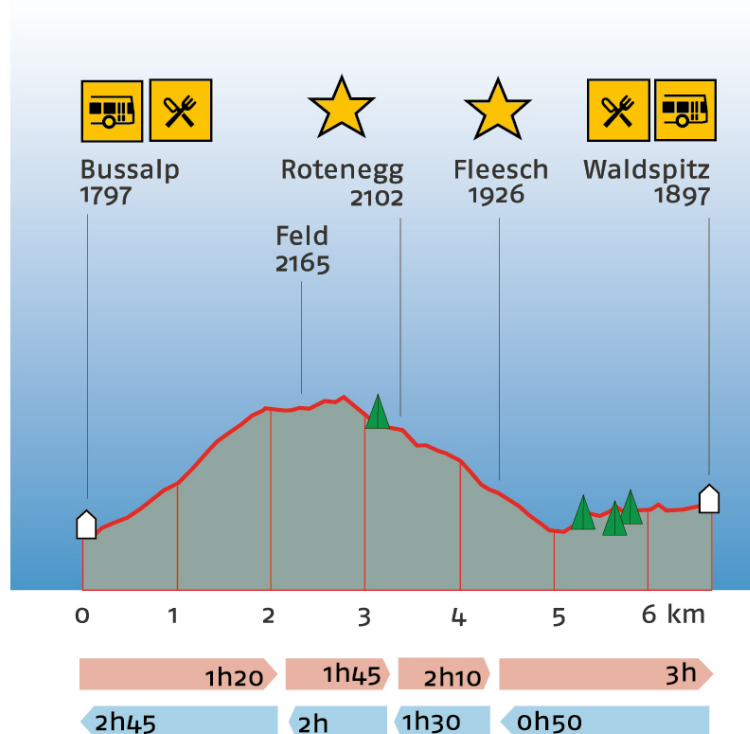 Bussalp
1797
Rotenegg
2102
Fleesch
1926
Waldspitz
1897
Feld
2165
0 1 2 3 4 5 6 km
1h20 1h45 2h10 3h
2h45 2h 1h30 0h50